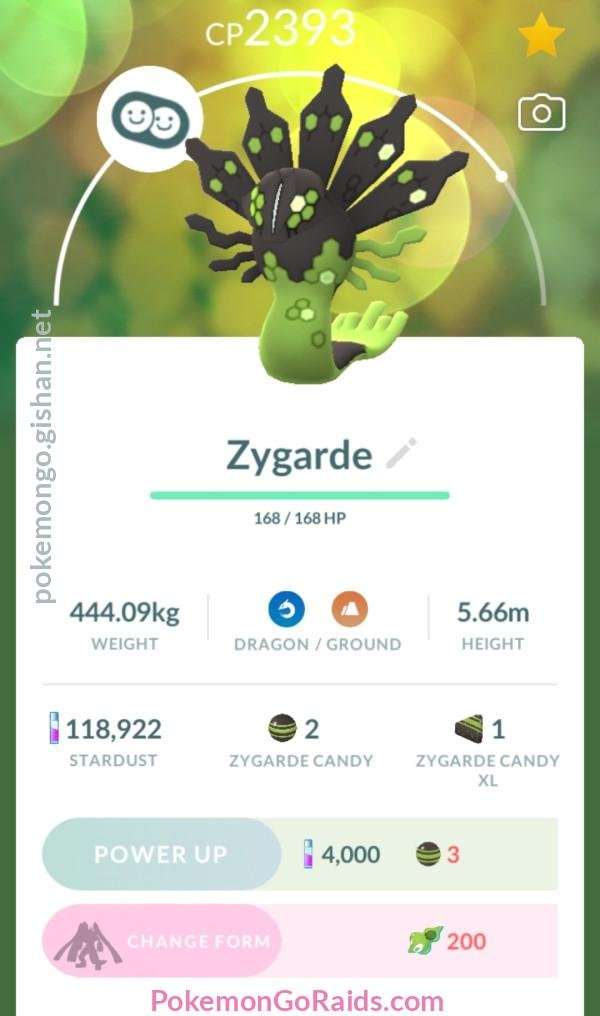 CP2393
pokemongo.gishan.net
Zygarde
168 / 168 HP
444.09kg
WEIGHT
DRAGON / GROUND
5.66m
HEIGHT
118,922
STARDUST
2
ZYGARDE CANDY
1
ZYGARDE CANDY
XL
POWER UP 4,000 3
CHANGE FORM 200
PokemonGoRaids.com